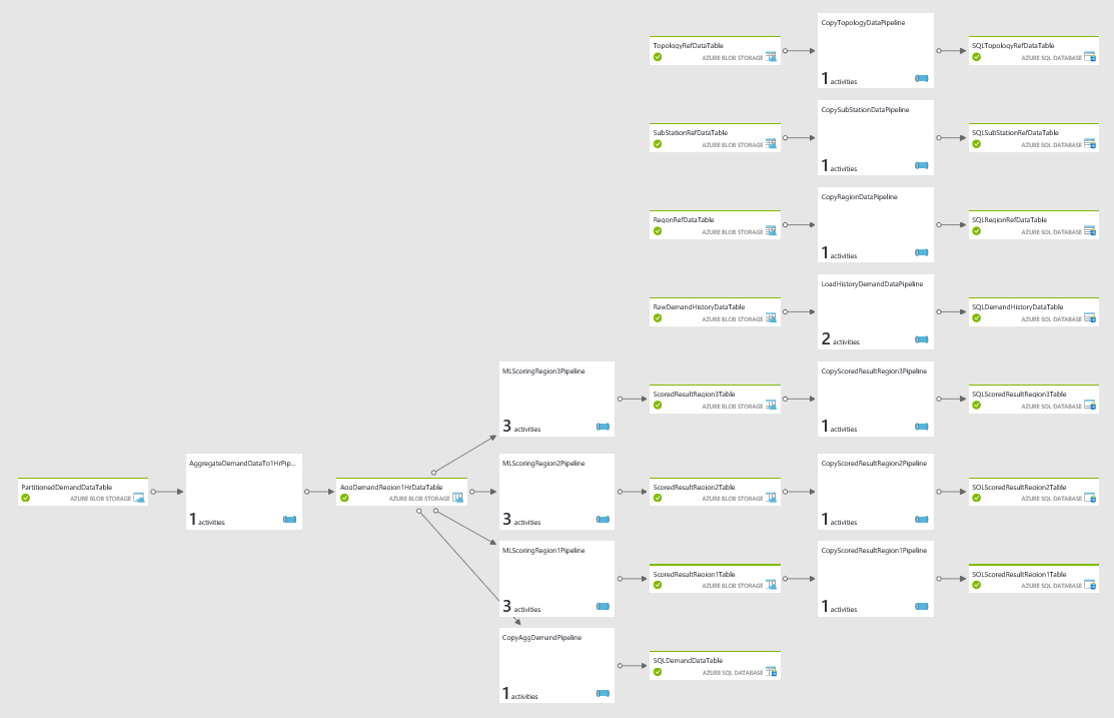 CopyTopologyDataPipeline
TopologyRefDataTable
AZURE BLOB STORAGE
1 activities
SQLTopologyRefDataTable
AZURE SQL DATABASE
CopySubStationDataPipeline
SubStationRefDataTable
AZURE BLOB STORAGE
1 activities
SQLSubStationRefDataTable
AZURE SQL DATABASE
CopyRegionDataPipeline
RegonRefDataTable
AZURE BLOB STORAGE
1 activities
SQLRegionRefDataTable
AZURE SQL DATABASE
LoadHistoryDemandDataPipeline
RawDemandHistoryDataTable
AZURE BLOB STORAGE
2 activities
SQLDemandHistoryDataTable
AZURE SQL DATABASE
MLScoringRegion3Pipeline
3 activities
ScoredResultRegion3Table
AZURE BLOB STORAGE
CopyScoredResultRegion3Pipeline
1 activities
SQLScoredResultRegion3Table
AZURE SQL DATABASE
PartitionedDemandDataTable
AZURE BLOB STORAGE
AggregateDemandDataTo1HrPip...
1 activities
AggDemandRegion1HrDataTable
AZURE BLOB STORAGE
MLScoringRegion2Pipeline
3 activities
ScoredResultRegion2Table
AZURE BLOB STORAGE
CopyScoredResultRegion2Pipeline
1 activities
SQLScoredResultRegion2Table
AZURE SQL DATABASE
MLScoringRegion1Pipeline
3 activities
ScoredResultRegion1Table
AZURE BLOB STORAGE
CopyScoredResultRegion1Pipeline
1 activities
SQLScoredResultRegion1Table
AZURE SQL DATABASE
CopyAggDemandPipeline
1 activities
SQLDemandDataTable
AZURE SQL DATABASE